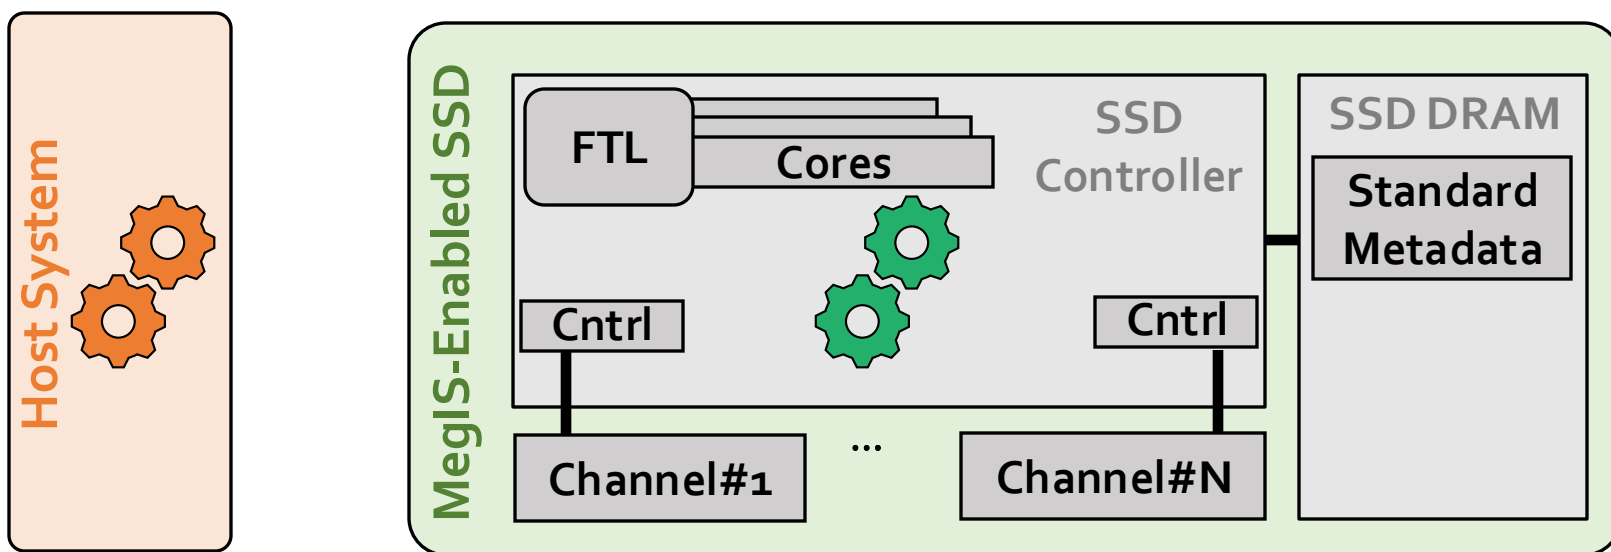 Host System
MegIS-Enabled SSD
FTL
Cores
SSD
Controller
Cntrl
Cntrl
Channel#1
...
Channel#N
SSD DRAM
Standard
Metadata